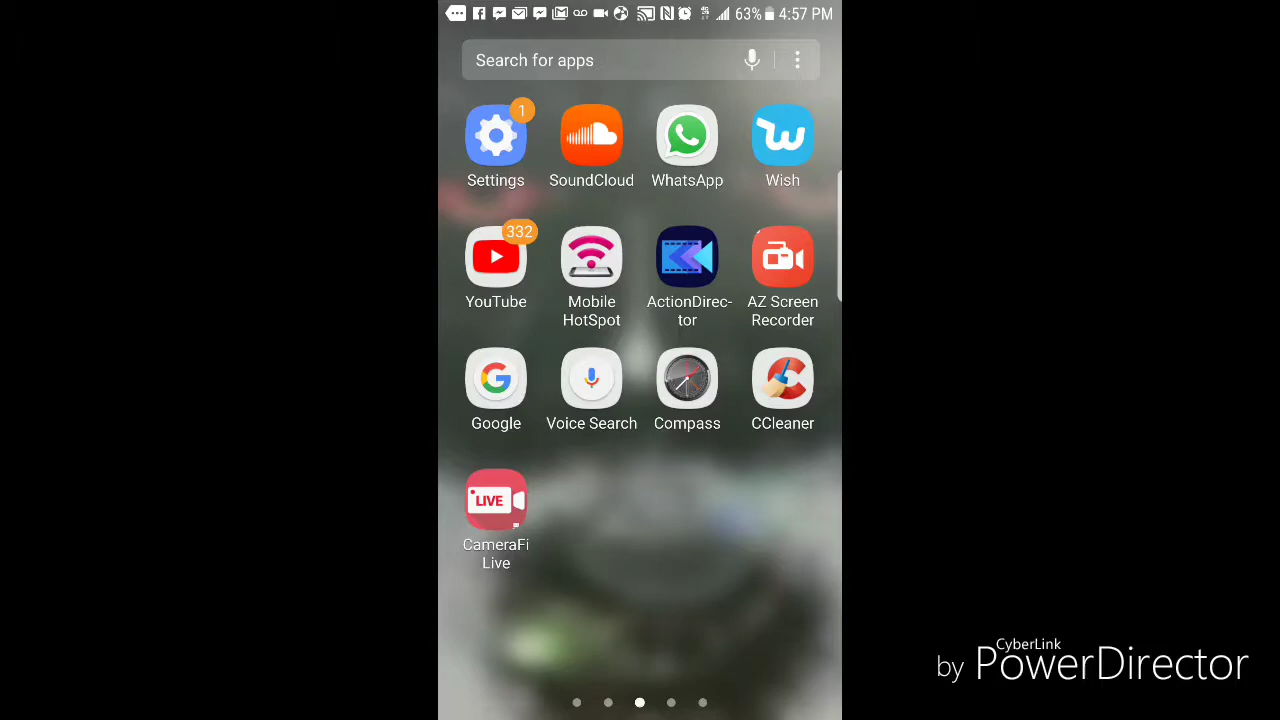 63% 4:57 PM
Search for apps
1
Settings
SoundCloud
WhatsApp
Wish
332
YouTube
Mobile
HotSpot
ActionDirec-
tor
AZ Screen
Recorder
Google
Voice Search
Compass
CCleaner
LIVE
CameraFi
Live
CyberLink
by PowerDirector